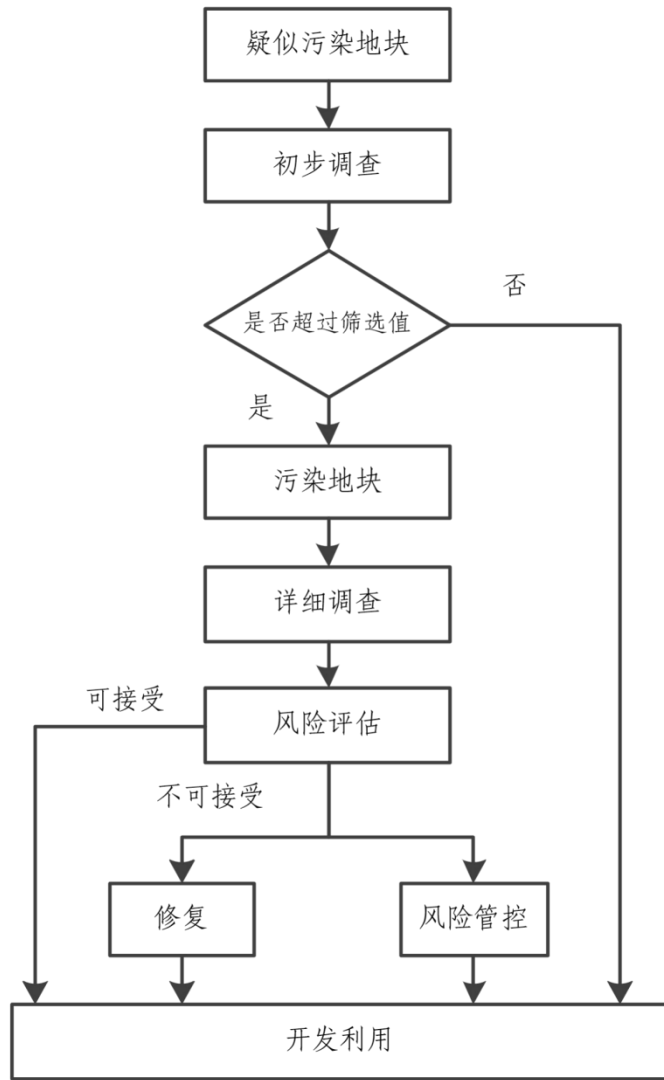 疑似污染地块
初步调查
否
是否超过筛选值
是
污染地块
详细调查
可接受
风险评估
不可接受
修复
风险管控
开发利用